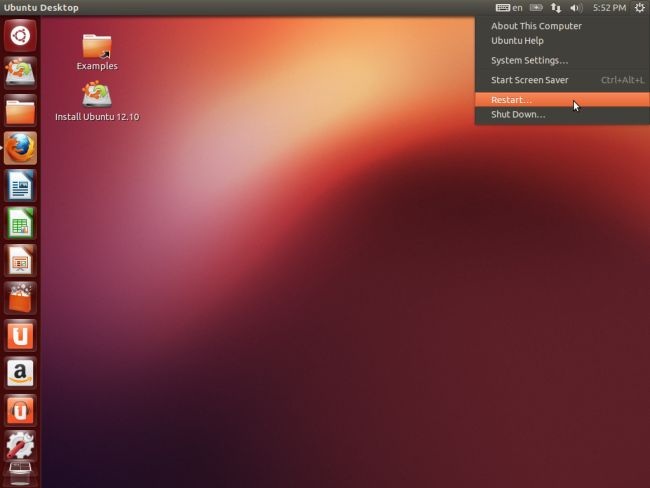 Ubuntu Desktop
en
5:52 PM
About This Computer
Ubuntu Help
System Settings...
Start Screen Saver Ctrl+Alt+L
Restart...
Shut Down...
Examples
Install Ubuntu 12.10